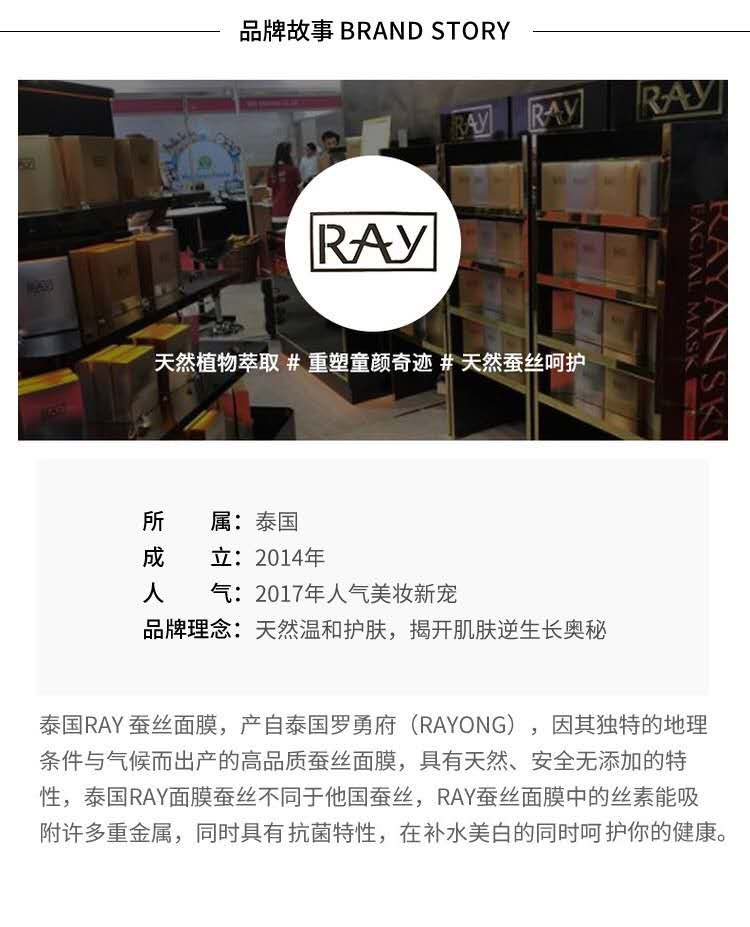 品牌故事 BRAND STORY
RAY
RAY
RAY
RAY
RAY
RAYAN SKI
FACIAL MASK
天然植物萃取 # 重塑童颜奇迹 # 天然蚕丝呵护
所 属：泰国
成 立：2014年
人 气：2017年人气美妆新宠
品牌理念：天然温和护肤，揭开肌肤逆生长奥秘
泰国RAY 蚕丝面膜，产自泰国罗勇府（RAYONG），因其独特的地理
条件与气候而出产的高品质蚕丝面膜，具有天然、安全无添加的特
性，泰国RAY面膜蚕丝不同于他国蚕丝，RAY蚕丝面膜中的丝素能吸
附许多重金属，同时具有 抗菌特性，在补水美白的同时呵护你的健康。